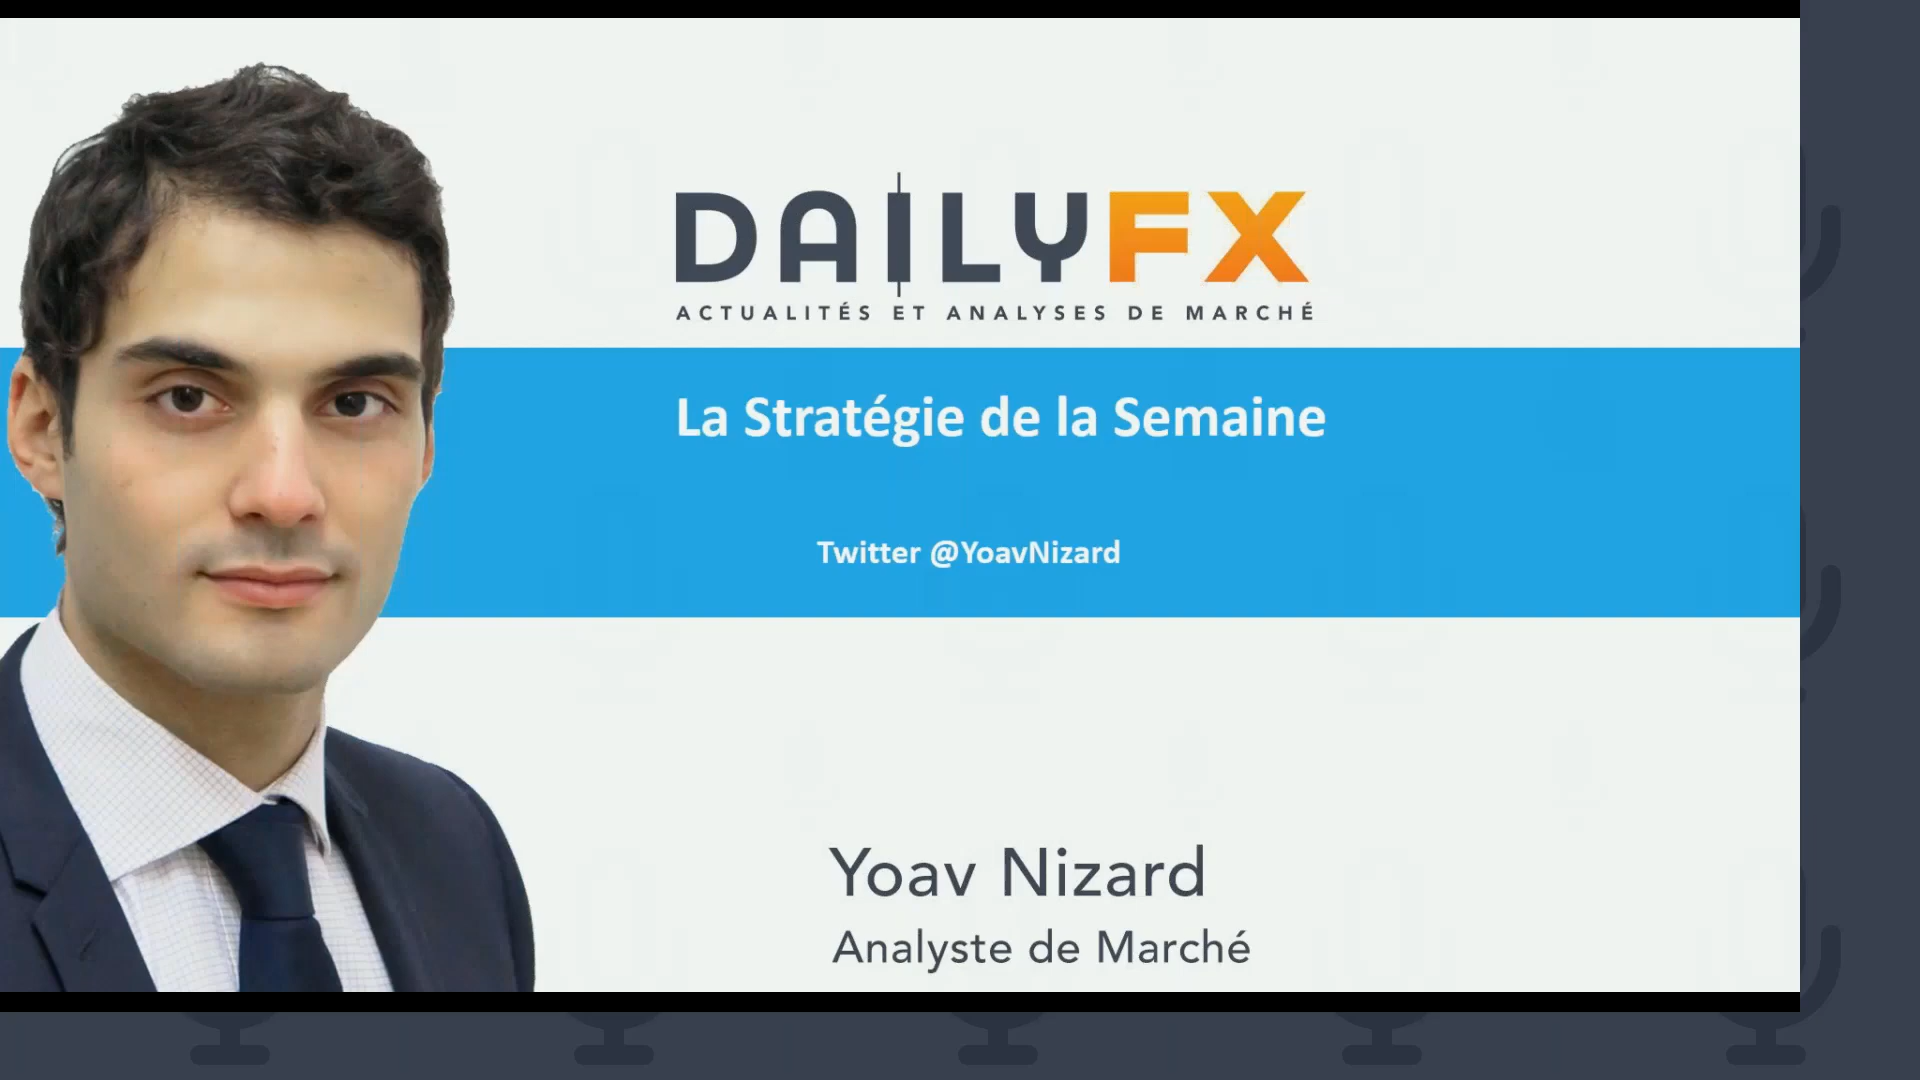 DAILYFX
ACTUALITÉS ET ANALYSES DE MARCHÉ
La Stratégie de la Semaine
Twitter @YoavNizard
Yoav Nizard
Analyste de Marché